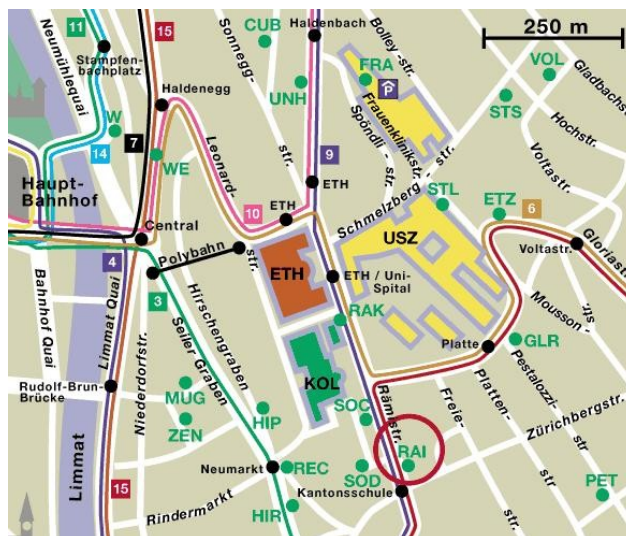 11
15
Neumühlequai
Stampfen-
bachplatz
Sonnegg-
str.
CUB
Haldenbach
Bolley-str.
250 m
FRA
P
VOL
Gladbachstr.
UNH
STS
Hochstr.
Haldenegg
W
7
14
WE
Leonard-
str.
9
Frauenklinikstr.
Spöndli-str.
Schmelzberg-str.
Voltastr.
Haupt-
Bahnhof
ETH
10
ETH
STL
ETZ
6
Gloriastr.
USZ
Central
4
Polybahn
ETH
ETH / Uni-
Spital
Voltastr.
3
Bahnhof Quai
Limmat Quai
Niederdorfstr.
Seiler Graben
Hirschengraben
RAK
Mousson-
str.
Platte
GLR
Rudolf-Brun-
Brücke
KOL
Rämistr.
Freie-
str.
Platten-
str
Pestalozzi-
str
Zürichbergstr.
MUG
ZEN
HIP
SOC
RAI
SOD
Limmat
Neumarkt
REC
Kantonsschule
PET
15
Rindermarkt
HIR